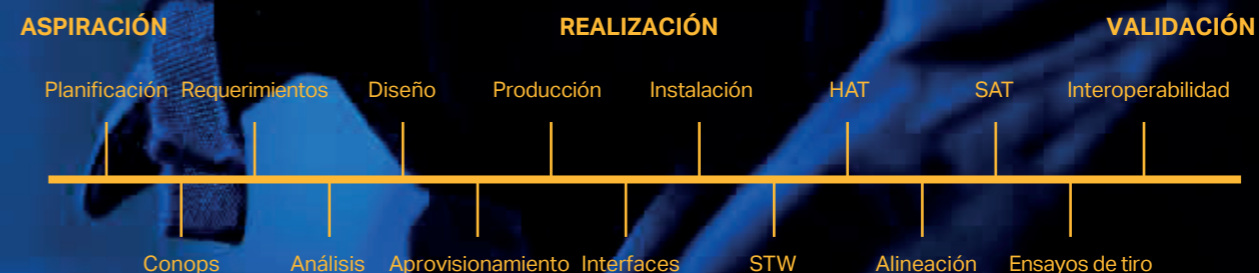 ASPIRACIÓN REALIZACIÓN VALIDACIÓN
Planificación Requerimientos Diseño Producción Instalación HAT SAT Interoperabilidad
Conops Análisis Aprovisionamiento Interfaces STW Alineación Ensayos de tiro